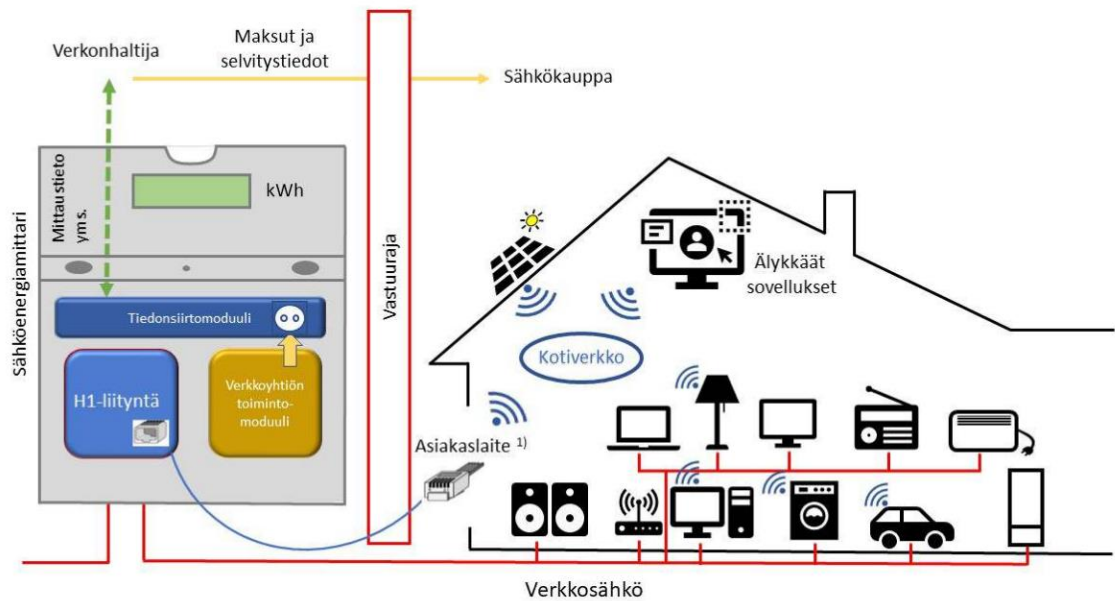 Verkonhaltija
Maksut ja
selvitystiedot
Sähkökauppa
Sähköenergiamittari
Mittaustieto
yms.
kWh
Vastuuraja
Tiedonsiirtomoduuli
H1-liityntä
Verkkoyhtiön
toiminto-
moduuli
Älykkäät
sovellukset
Kotiverkko
Asiakaslaite 1)
Verkkosähkö